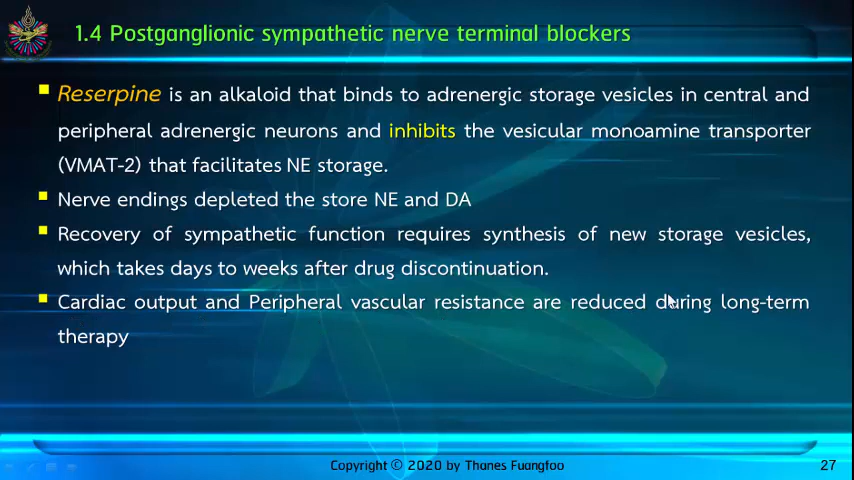 1.4 Postganglionic sympathetic nerve terminal blockers
Reserpine is an alkaloid that binds to adrenergic storage vesicles in central and
peripheral adrenergic neurons and inhibits the vesicular monoamine transporter
(VMAT-2) that facilitates NE storage.
Nerve endings depleted the store NE and DA
Recovery of sympathetic function requires synthesis of new storage vesicles,
which takes days to weeks after drug discontinuation.
Cardiac output and Peripheral vascular resistance are reduced during long-term
therapy
Copyright © 2020 by Thanes Fuangfoo
27